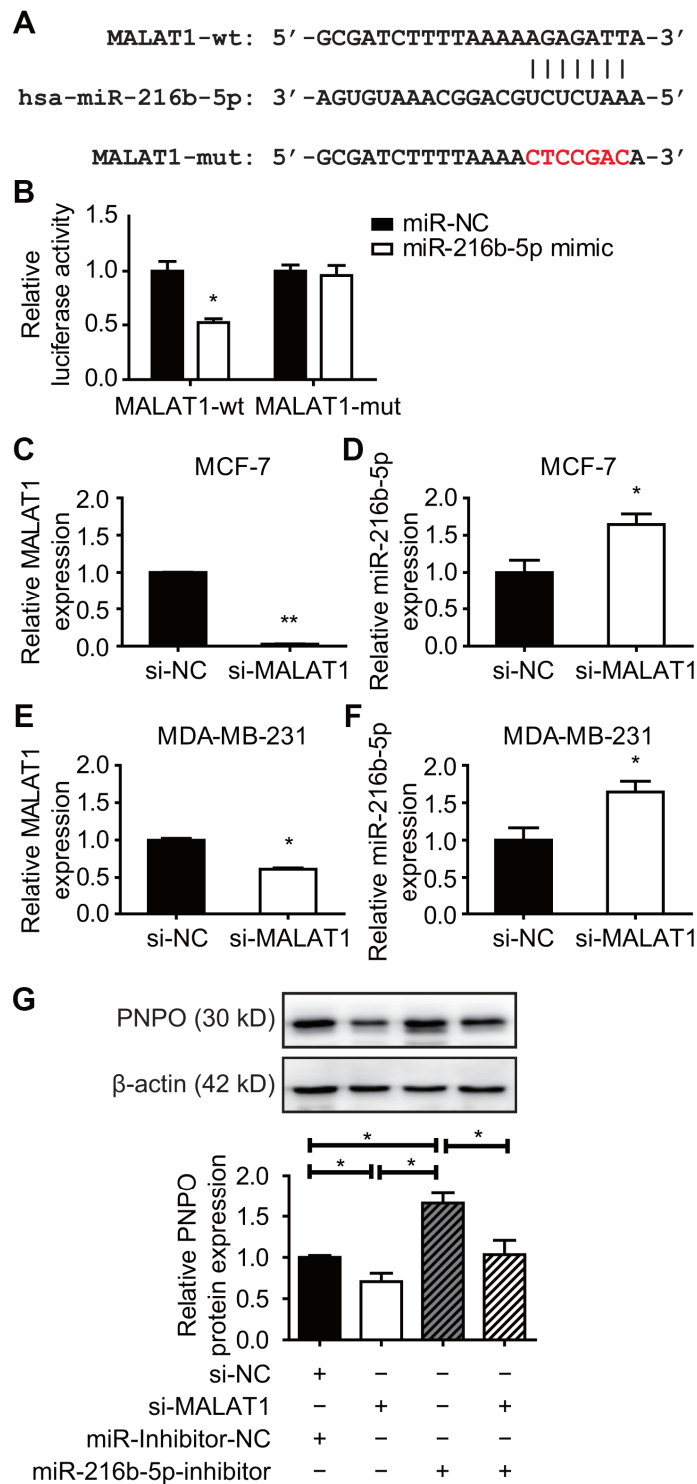 A
MALAT1-wt: 5′-GCGATCTTTTAAAAAGAGATTA-3′
| | | | | | |
hsa-miR-216b-5p: 3′-AGUGUAAACGGACGUCUCUAAA-5′
MALAT1-mut: 5′-GCGATCTTTTAAAACTCCGACA-3′
B
Relative
luciferase activity
1.5
1.0
0.5
0.0
*
MALAT1-wt MALAT1-mut
miR-NC
miR-216b-5p mimic
C
MCF-7
Relative MALAT1
expression
2.0
1.5
1.0
0.5
0.0
**
si-NC si-MALAT1
D
MCF-7
Relative miR-216b-5p
expression
2.0
1.5
1.0
0.5
0.0
*
si-NC si-MALAT1
E
MDA-MB-231
Relative MALAT1
expression
2.0
1.5
1.0
0.5
0.0
*
si-NC si-MALAT1
F
MDA-MB-231
Relative miR-216b-5p
expression
2.0
1.5
1.0
0.5
0.0
*
si-NC si-MALAT1
G
PNPO (30 kD)
β-actin (42 kD)
* *
* *
Relative PNPO
protein expression
2.0
1.5
1.0
0.5
0.0
si-NC + − − −
si-MALAT1 − + − +
miR-Inhibitor-NC + − − −
miR-216b-5p-inhibitor − − + +